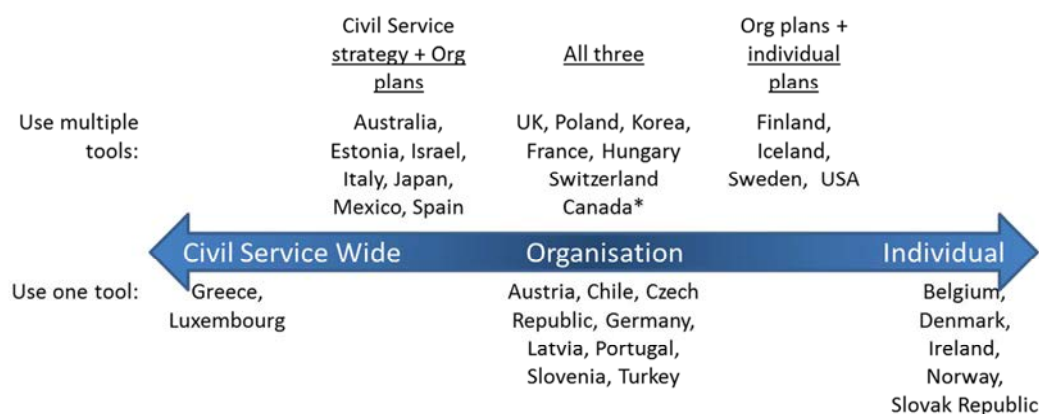 Civil Service
strategy + Org
plans
All three
Org plans +
individual
plans
Use multiple
tools:
Australia,
Estonia, Israel,
Italy, Japan,
Mexico, Spain
UK, Poland, Korea,
France, Hungary
Switzerland
Canada*
Finland,
Iceland,
Sweden, USA
Civil Service Wide
Organisation
Individual
Use one tool:
Greece,
Luxembourg
Austria, Chile, Czech
Republic, Germany,
Latvia, Portugal,
Slovenia, Turkey
Belgium,
Denmark,
Ireland,
Norway,
Slovak Republic